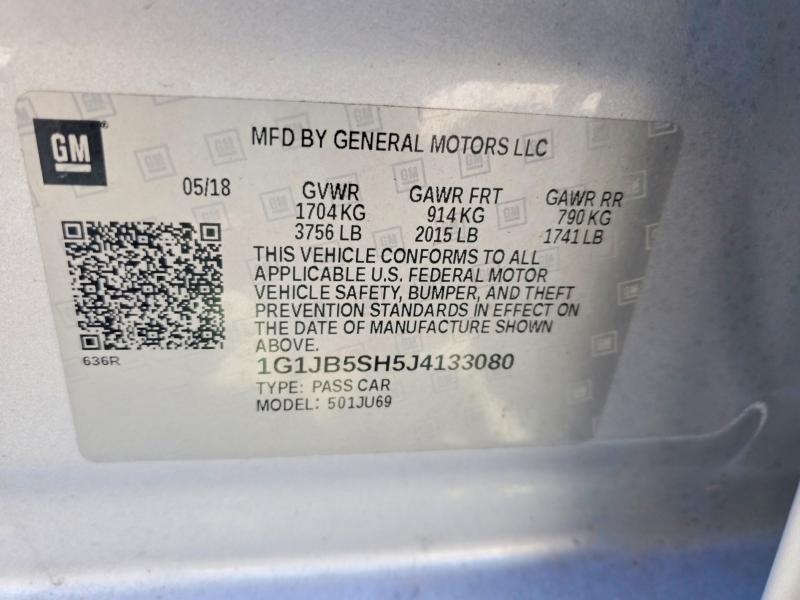 GM
MFD BY GENERAL MOTORS LLC
05/18 GVWR GAWR FRT GAWR RR
1704 KG 914 KG 790 KG
3756 LB 2015 LB 1741 LB
THIS VEHICLE CONFORMS TO ALL
APPLICABLE U.S. FEDERAL MOTOR
VEHICLE SAFETY, BUMPER, AND THEFT
PREVENTION STANDARDS IN EFFECT ON
THE DATE OF MANUFACTURE SHOWN
ABOVE.
636R
1G1JB5SH5J4133080
TYPE: PASS CAR
MODEL: 501JU69